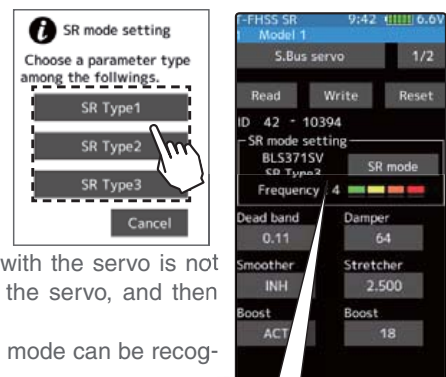 SR mode setting
Choose a parameter type
among the follwings.
SR Type1
SR Type2
SR Type3
Cancel
with the servo is not
the servo, and then
mode can be recog-
T-FHSS SR 9:42 6.6V
1 Model 1
S.Bus servo 1/2
Read Write Reset
ID 42 - 10394
SR mode setting
BLS371SV
SR Type3
SR mode
Frequency 4
Dead band Damper
0.11 64
Smoother Stretcher
INH 2.500
Boost Boost
ACT 18